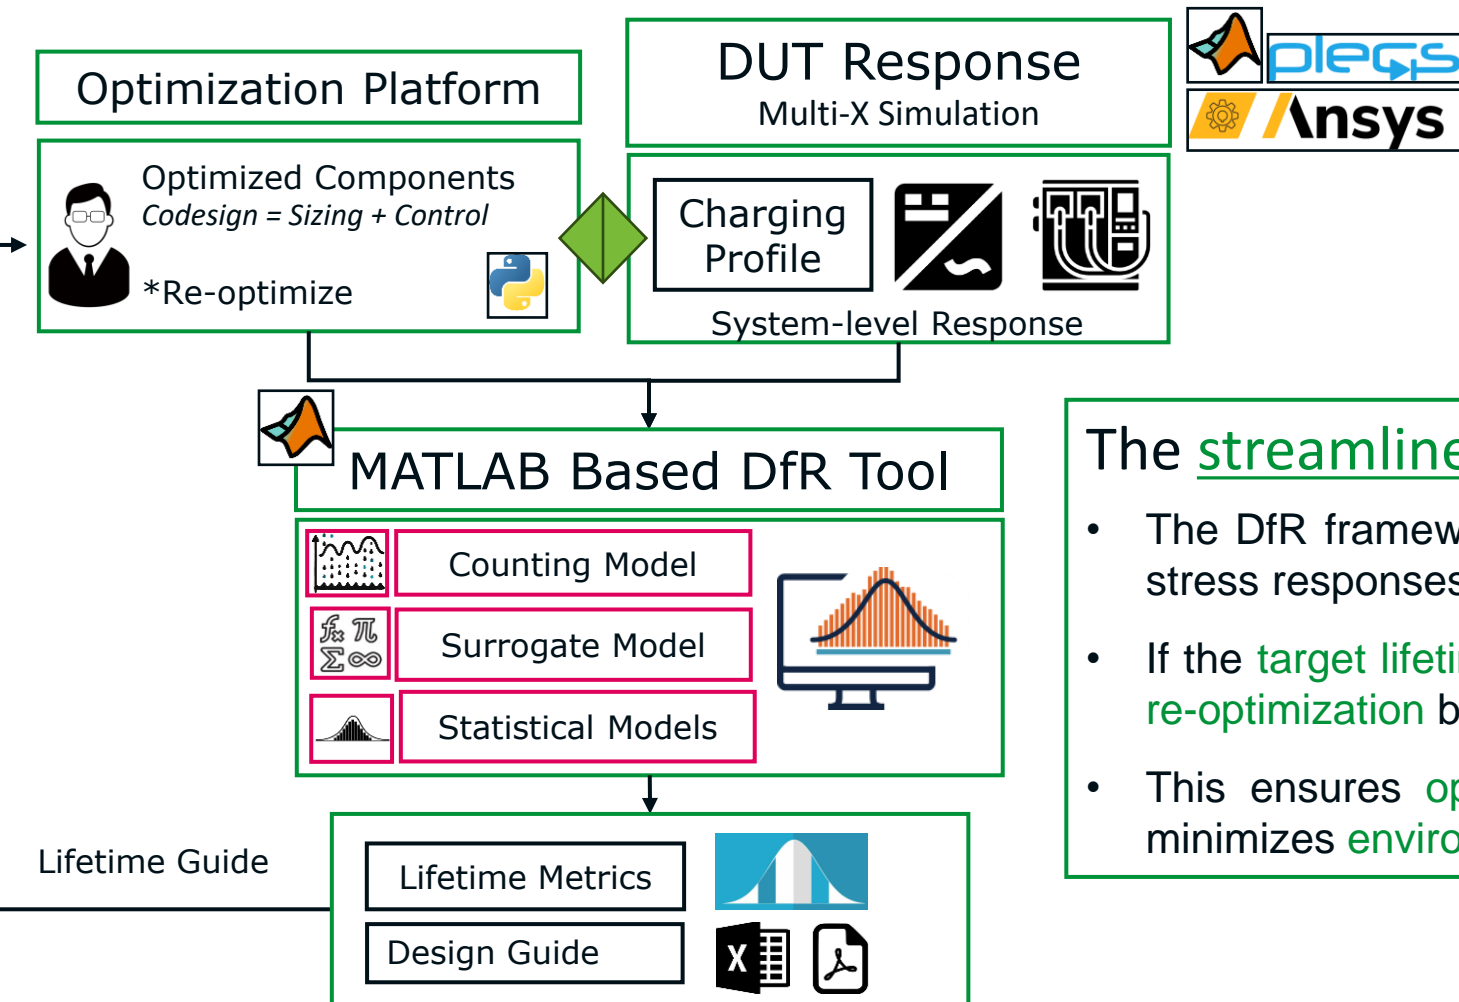 Optimization Platform
DUT Response
Multi-X Simulation
plecs
Ansys
Optimized Components
Codesign = Sizing + Control
*Re-optimize
Charging
Profile
System-level Response
MATLAB Based DfR Tool
Counting Model
fx π
Σ ∞
Surrogate Model
Statistical Models
Lifetime Guide
Lifetime Metrics
Design Guide
X
The streamline
• The DfR framew
stress responses
• If the target lifeti
re-optimization b
• This ensures op
minimizes enviro